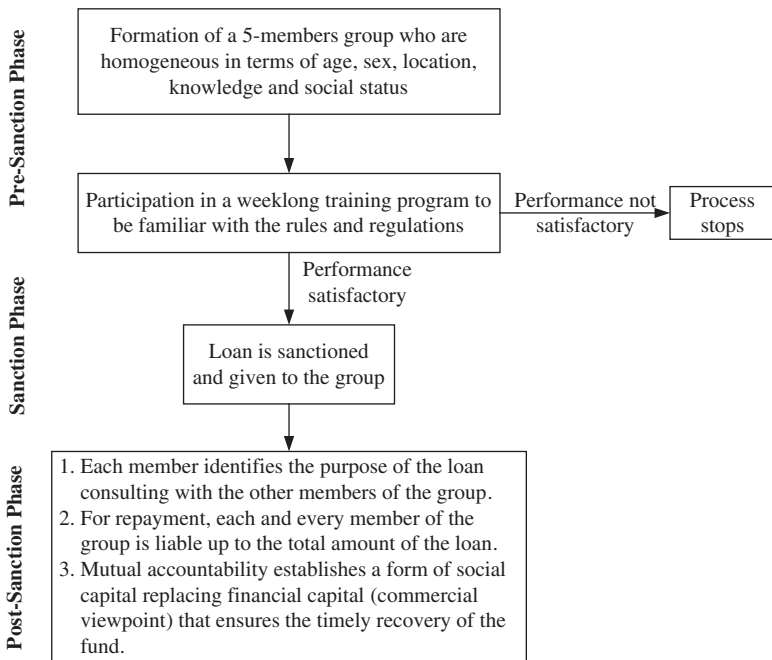 Pre-Sanction Phase
Formation of a 5-members group who are
homogeneous in terms of age, sex, location,
knowledge and social status
Participation in a weeklong training program to
be familiar with the rules and regulations
Performance not
satisfactory
Process
stops
Performance
satisfactory
Sanction Phase
Loan is sanctioned
and given to the group
Post-Sanction Phase
1. Each member identifies the purpose of the loan
consulting with the other members of the group.
2. For repayment, each and every member of the
group is liable up to the total amount of the loan.
3. Mutual accountability establishes a form of social
capital replacing financial capital (commercial
viewpoint) that ensures the timely recovery of the
fund.